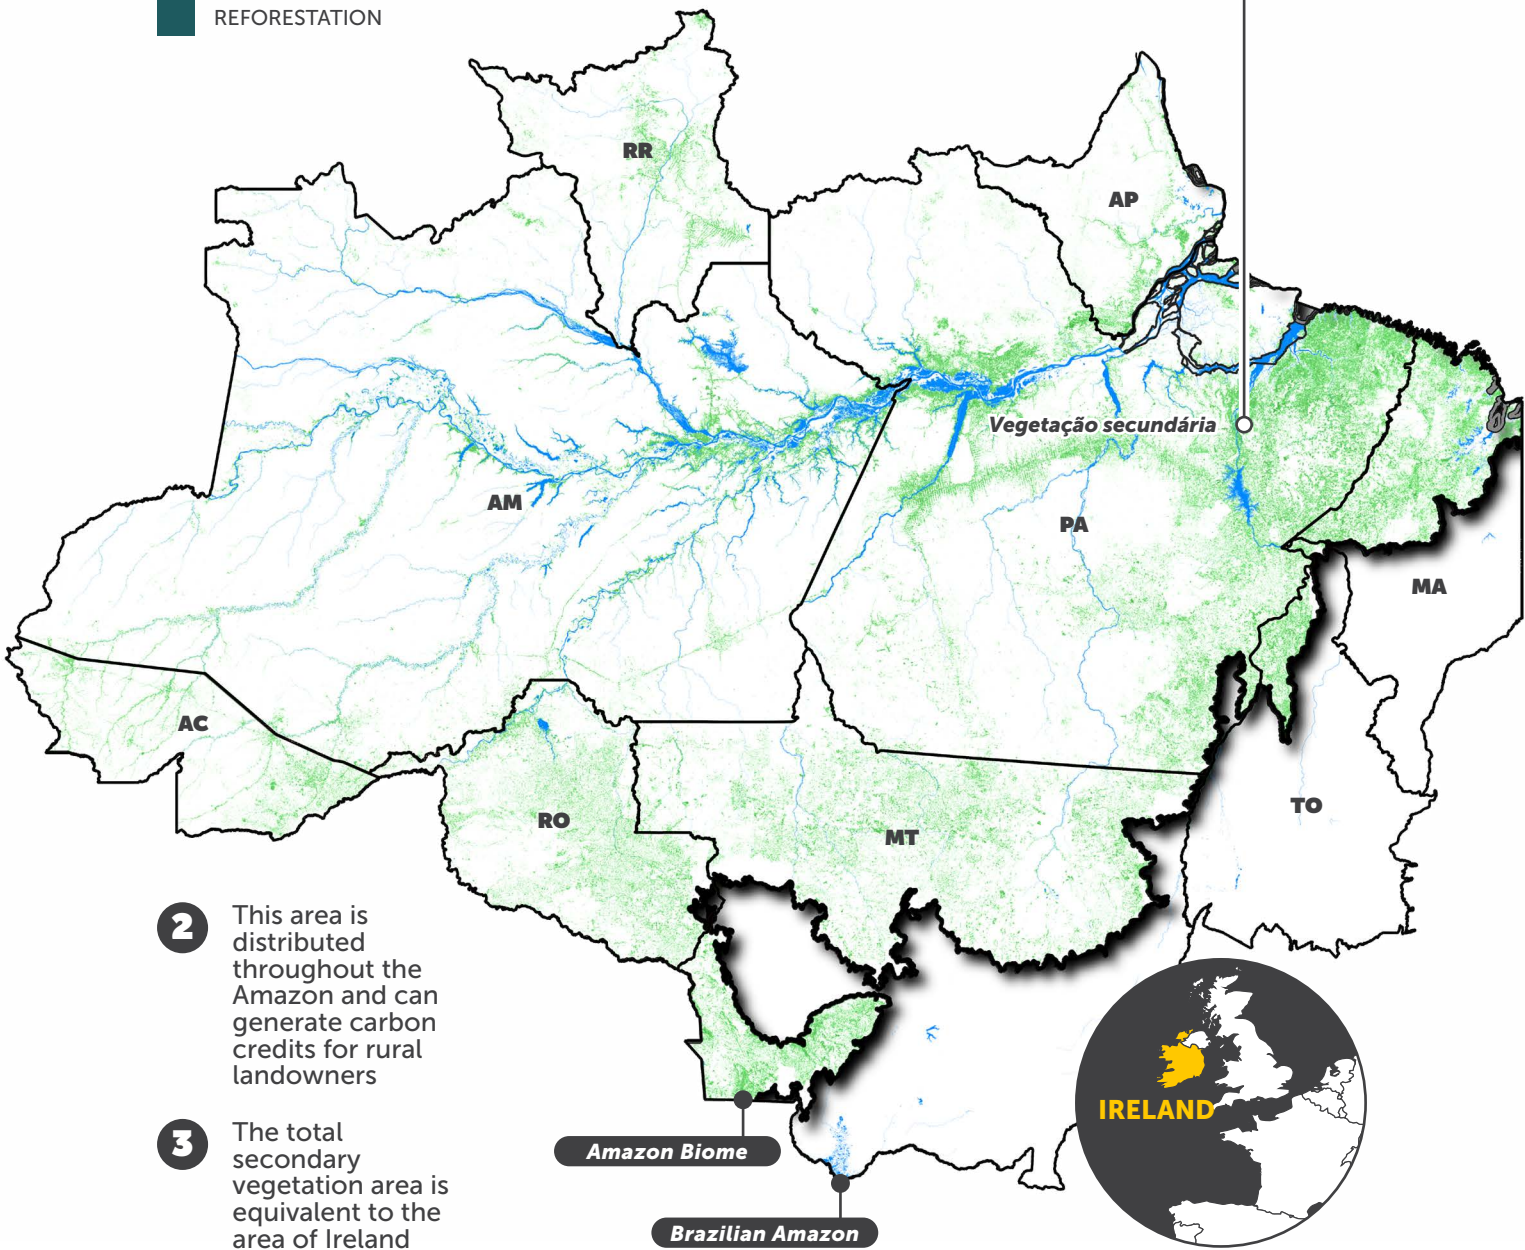 REFORESTATION
RR
AP
Vegetação secundária
AM
PA
MA
AC
TO
RO
MT
2
This area is
distributed
throughout the
Amazon and can
generate carbon
credits for rural
landowners
IRELAND
3
The total
secondary
vegetation area is
equivalent to the
area of Ireland
Amazon Biome
Brazilian Amazon